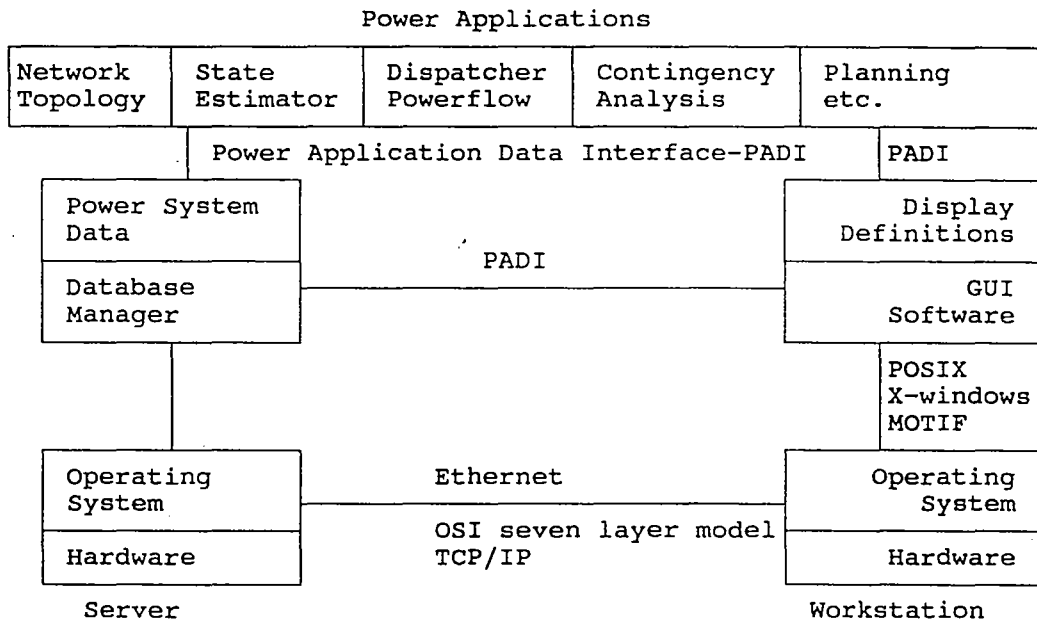 Power Applications
Network Topology
State Estimator
Dispatcher Powerflow
Contingency Analysis
Planning etc.
Power Application Data Interface-PADI
PADI
Power System Data
Display Definitions
PADI
Database Manager
GUI Software
POSIX
X-windows
MOTIF
Operating System
Ethernet
Operating System
OSI seven layer model
TCP/IP
Hardware
Hardware
Server
Workstation